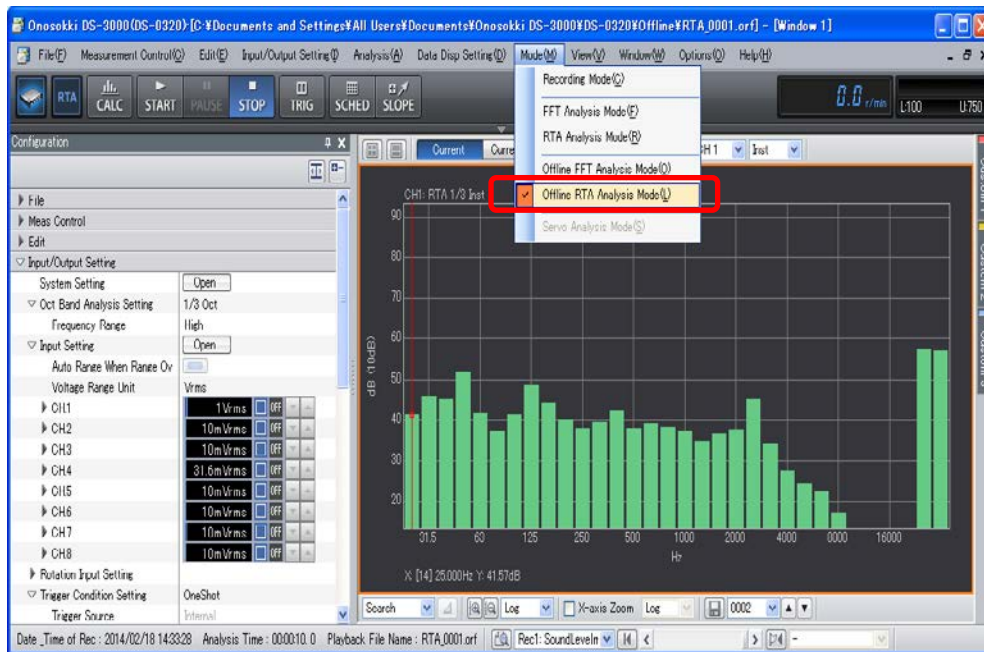 Onosokki DS-3000(DS-0320)-[C:¥Documents and Settings¥All Users¥Documents¥Onosokki DS-3000¥DS-0320¥Offline¥RTA_0001.orf] - [Window 1]
File(F) Measurement Control(Q) Edit(E) Input/Output Setting(I) Analysis(A) Data Disp Setting(D) Mode(M) View(V) Window(W) Options(O) Help(H)
RTA CALC START PAUSE STOP TRIG SCHED SLOPE 0.0 r/min L:100 U:750
Recording Mode(C)
FFT Analysis Mode(F)
RTA Analysis Mode(R)
Offline FFT Analysis Mode(O)
Offline RTA Analysis Mode(L)
Servo Analysis Mode(S)
Configuration
Current Curre CH1 Inst
File
Meas Control
Edit
Input/Output Setting
System Setting Open
Oct Band Analysis Setting 1/3 Oct
Frequency Range High
Input Setting Open
Auto Range When Range Ov
Voltage Range Unit Vrms
CH1 1Vrms OFF
CH2 10mVrms OFF
CH3 10mVrms OFF
CH4 31.6mVrms OFF
CH5 10mVrms OFF
CH6 10mVrms OFF
CH7 10mVrms OFF
CH8 10mVrms OFF
Rotation Input Setting
Trigger Condition Setting OneShot
Trigger Source Internal
CH1: RTA 1/3 Inst
90
80
70
60
50
40
30
20
dB (10dB)
31.5 63 125 250 500 1000 2000 4000 8000 16000
Hz
X: [14] 25.000Hz Y: 41.57dB
Search Log X-axis Zoom Log 0002
Date _Time of Rec : 2014/02/18 143328 Analysis Time : 000010.0 Playback File Name : RTA_0001.orf Rec1: SoundLevelm